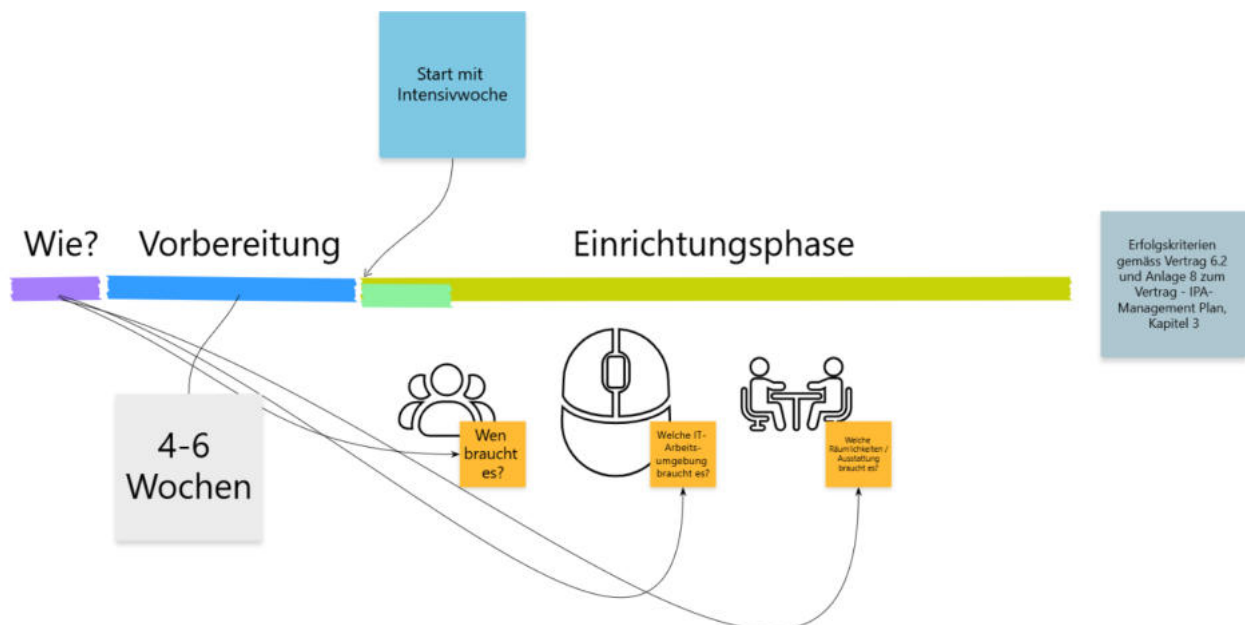 Start mit
Intensivwoche
Wie?
Vorbereitung
Einrichtungsphase
Erfolgskriterien
gemäss Vertrag 6.2
und Anlage 8 zum
Vertrag - IPA-
Management Plan,
Kapitel 3
4-6
Wochen
Wen
braucht
es?
Welche IT-
Arbeits-
umgebung
braucht es?
Welche
Räumlichkeiten /
Ausstattung
braucht es?